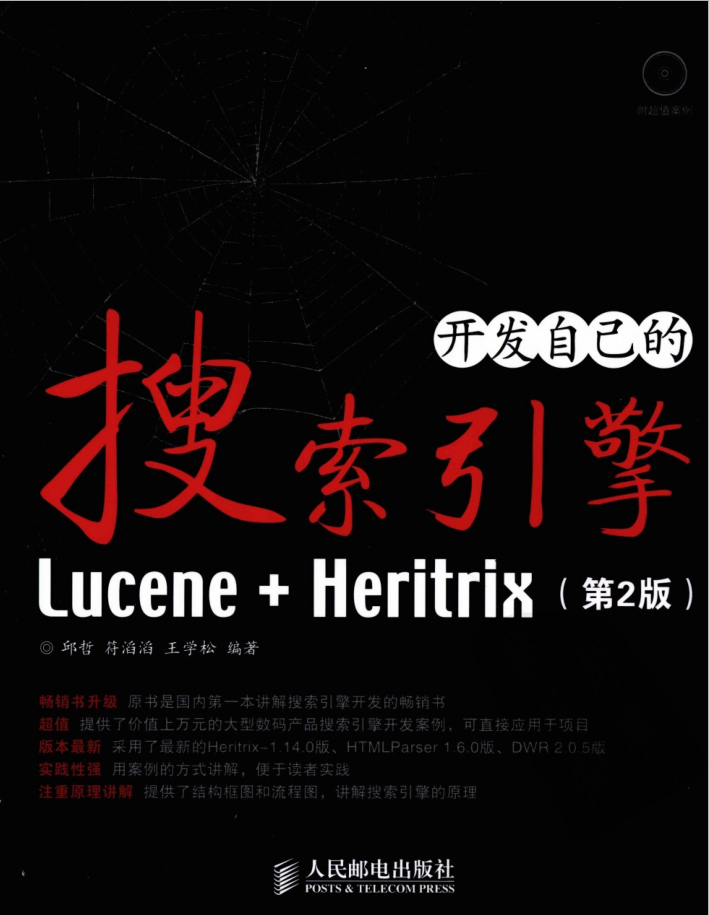 附超值案例
开发自己的
搜索引擎
Lucene + Heritrix（第2版）
◎ 邱哲 符滔滔 王学松 编著
畅销书升级 原书是国内第一本讲解搜索引擎开发的畅销书
超值 提供了价值上万元的大型数码产品搜索引擎开发案例，可直接应用于项目
版本最新 采用了最新的Heritrix-1.14.0版、HTMLParser 1.6.0版、DWR 2.0.5版
实践性强 用案例的方式讲解，便于读者实践
注重原理讲解 提供了结构框图和流程图，讲解搜索引擎的原理
人民邮电出版社
POSTS & TELECOM PRESS